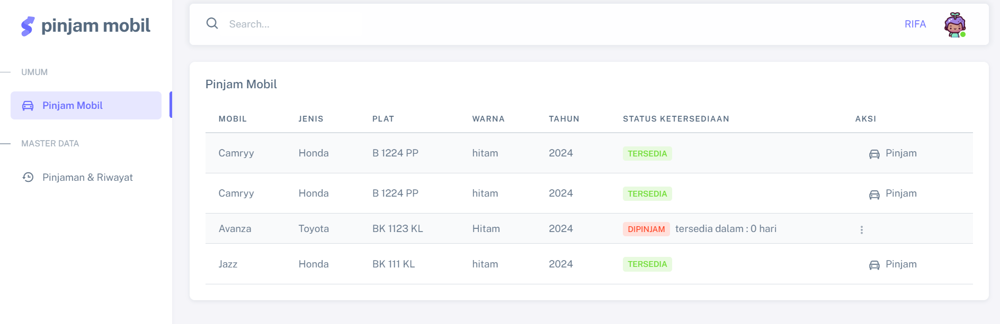 pinjam mobil
Search...
RIFA
UMUM
Pinjam Mobil
MASTER DATA
Pinjaman & Riwayat
Pinjam Mobil
MOBIL JENIS PLAT WARNA TAHUN STATUS KETERSEDIAAN AKSI
Camryy Honda B 1224 PP hitam 2024 TERSEDIA Pinjam
Camryy Honda B 1224 PP hitam 2024 TERSEDIA Pinjam
Avanza Toyota BK 1123 KL Hitam 2024 DIPINJAM tersedia dalam : 0 hari
Jazz Honda BK 111 KL hitam 2024 TERSEDIA Pinjam